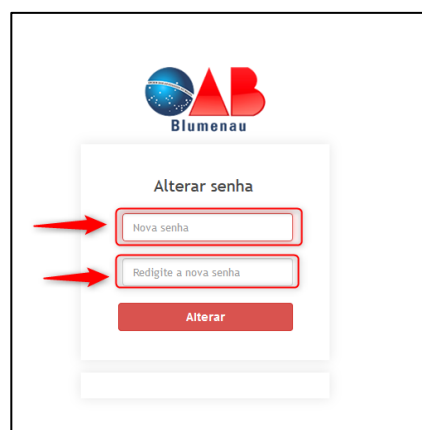 OAB
Blumenau
Alterar senha
Nova senha
Redigite a nova senha
Alterar